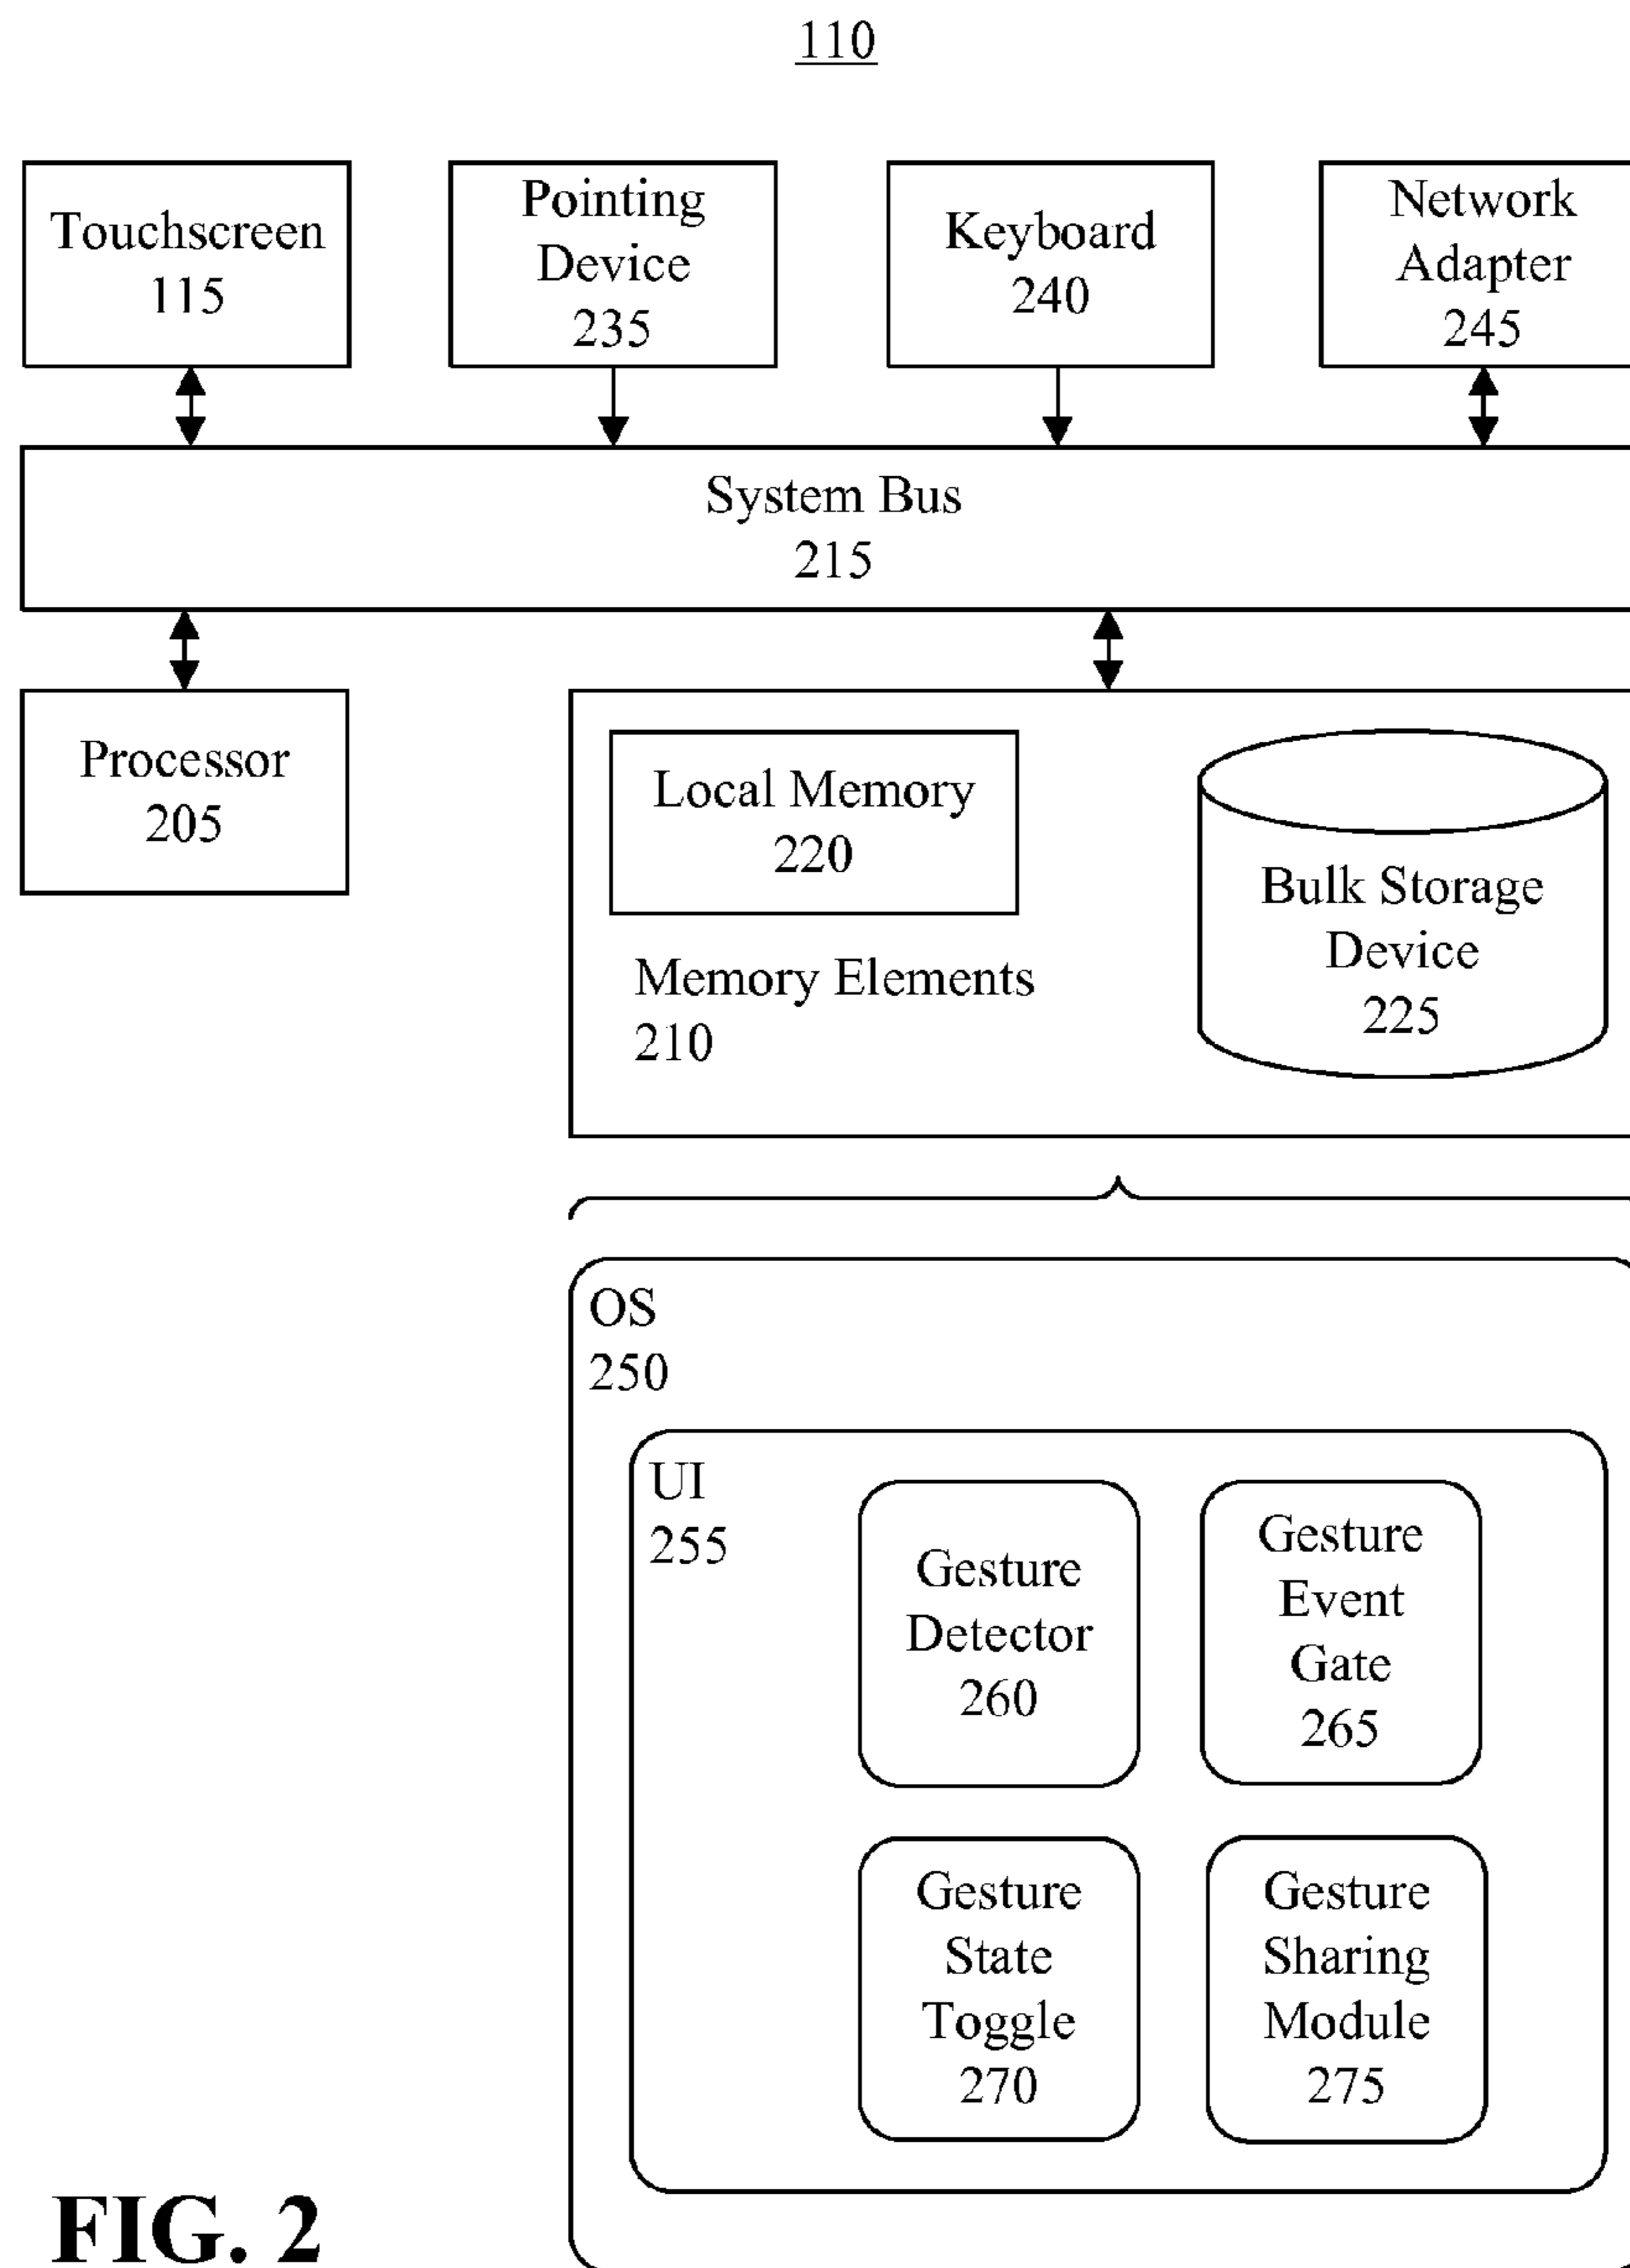 110
Touchscreen
115
Pointing
Device
235
Keyboard
240
Network
Adapter
245
System Bus
215
Processor
205
Local Memory
220
Memory Elements
210
Bulk Storage
Device
225
OS
250
UI
255
Gesture
Detector
260
Gesture
Event
Gate
265
Gesture
State
Toggle
270
Gesture
Sharing
Module
275
FIG. 2